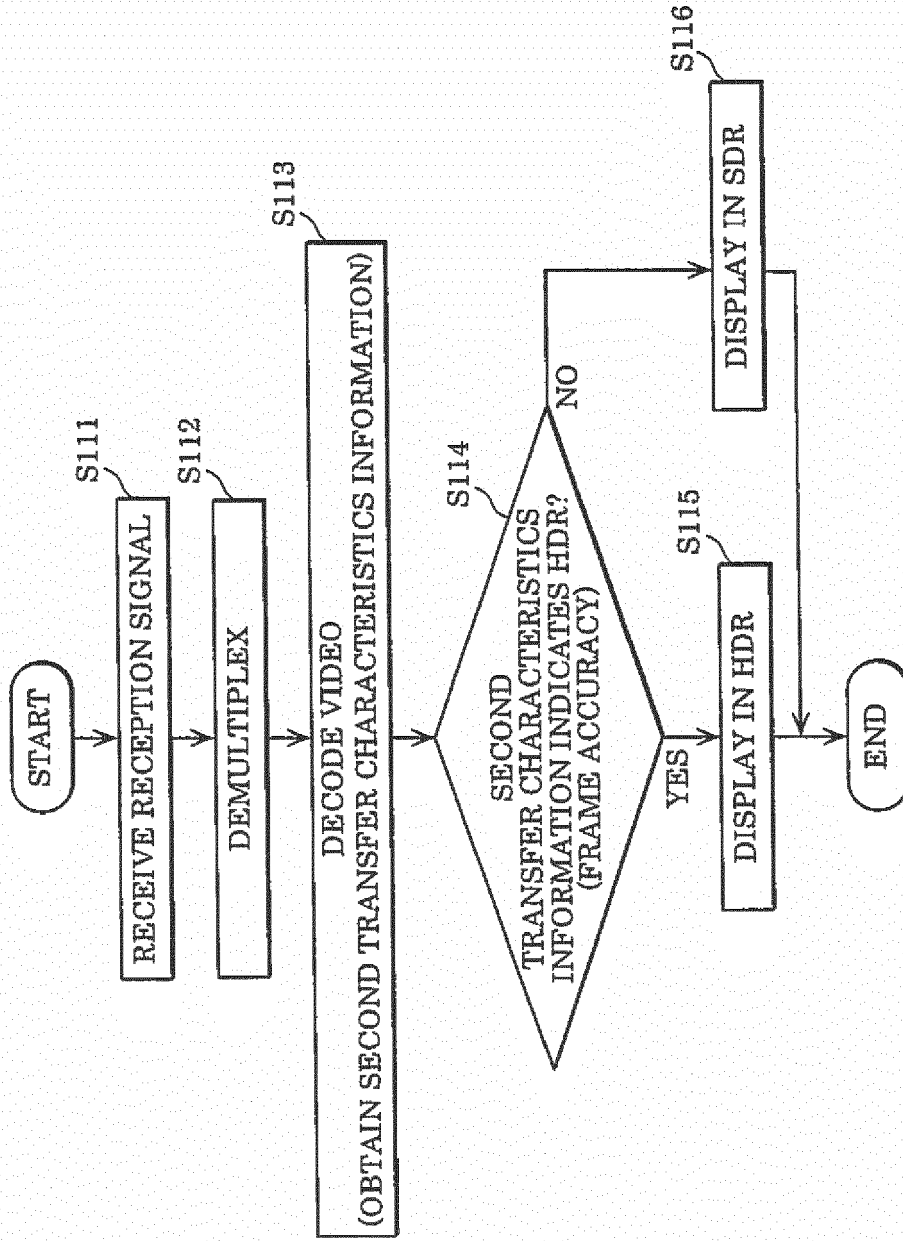 START
S111
RECEIVE RECEPTION SIGNAL
S112
DEMULTIPLEX
S113
DECODE VIDEO
(OBTAIN SECOND TRANSFER CHARACTERISTICS INFORMATION)
S114
SECOND
TRANSFER CHARACTERISTICS
INFORMATION INDICATES HDR?
(FRAME ACCURACY)
NO
YES
S115
DISPLAY IN HDR
S116
DISPLAY IN SDR
END